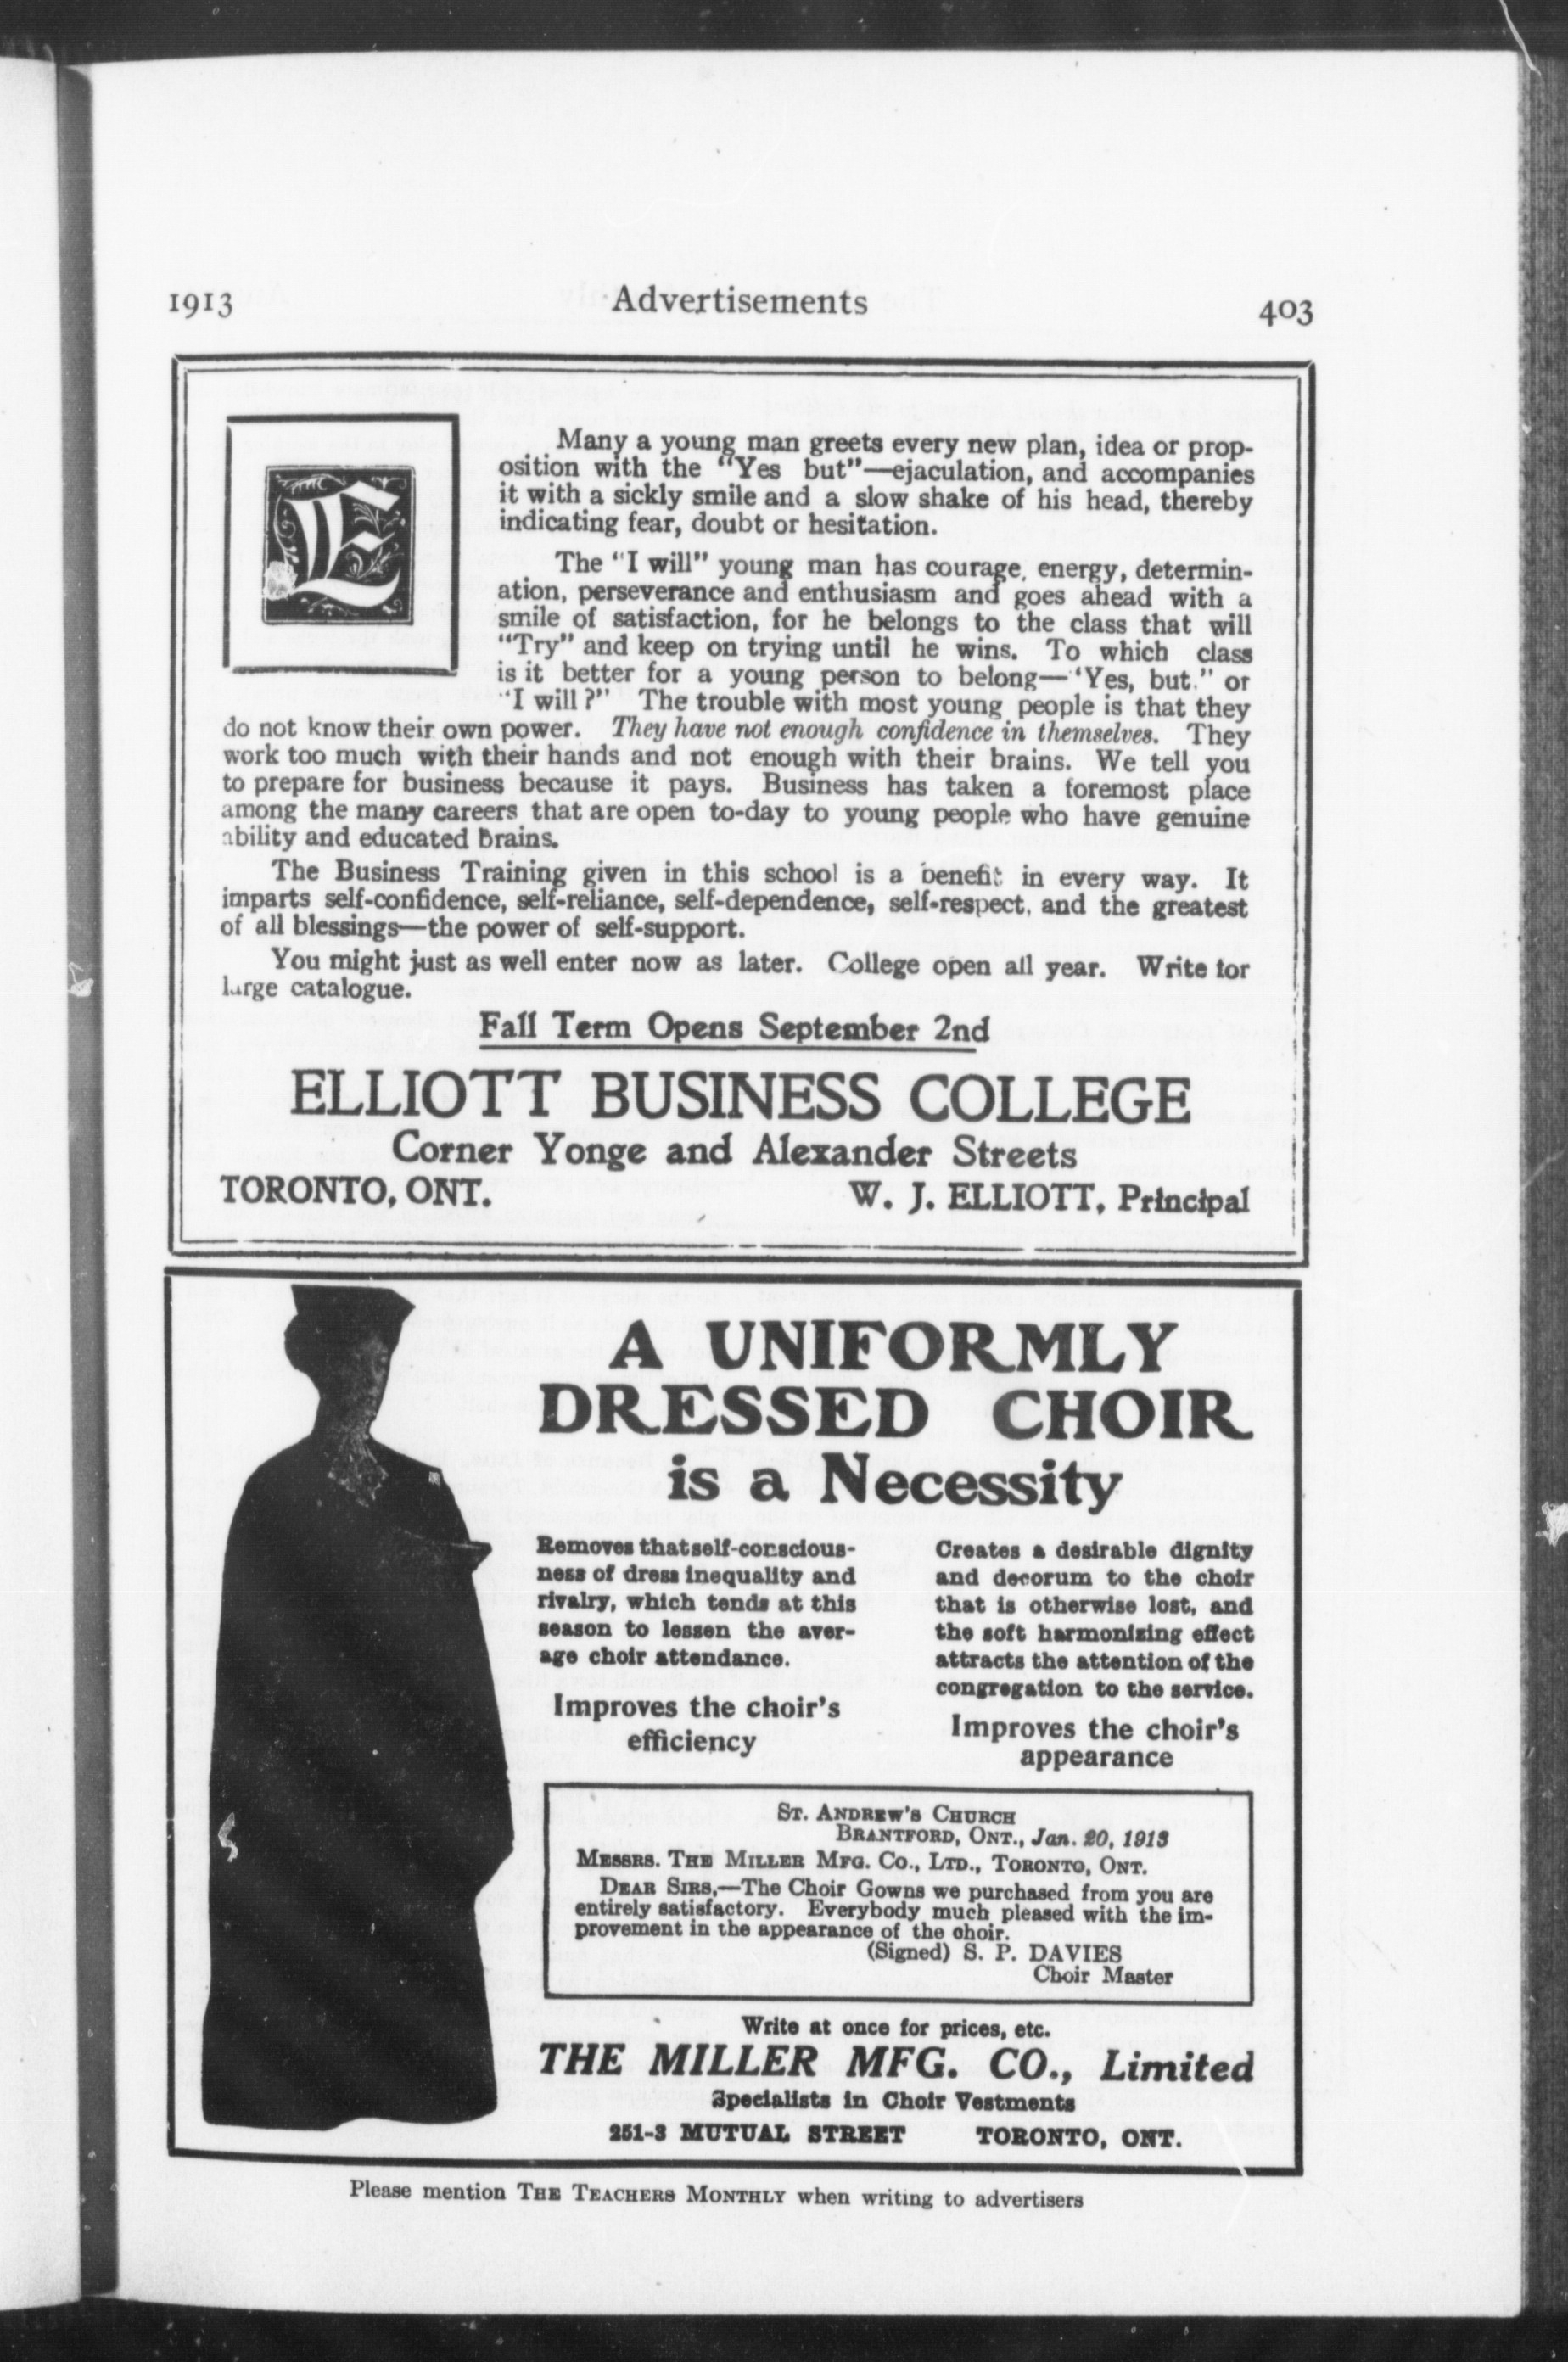 1913 Advertisements 403
E
Many a young man greets every new plan, idea or prop-
osition with the "Yes but"—ejaculation, and accompanies
it with a sickly smile and a slow shake of his head, thereby
indicating fear, doubt or hesitation.
The "I will" young man has courage, energy, determin-
ation, perseverance and enthusiasm and goes ahead with a
smile of satisfaction, for he belongs to the class that will
"Try" and keep on trying until he wins. To which class
is it better for a young person to belong—"Yes, but." or
"I will?" The trouble with most young people is that they
do not know their own power. They have not enough confidence in themselves. They
work too much with their hands and not enough with their brains. We tell you
to prepare for business because it pays. Business has taken a foremost place
among the many careers that are open to-day to young people who have genuine
ability and educated brains.
The Business Training given in this school is a benefit in every way. It
imparts self-confidence, self-reliance, self-dependence, self-respect, and the greatest
of all blessings—the power of self-support.
You might just as well enter now as later. College open all year. Write for
large catalogue.
Fall Term Opens September 2nd
ELLIOTT BUSINESS COLLEGE
Corner Yonge and Alexander Streets
TORONTO, ONT. W. J. ELLIOTT, Principal
A UNIFORMLY
DRESSED CHOIR
is a Necessity
Removes that self-conscious-
ness of dress inequality and
rivalry, which tends at this
season to lessen the aver-
age choir attendance.
Improves the choir's
efficiency
Creates a desirable dignity
and decorum to the choir
that is otherwise lost, and
the soft harmonizing effect
attracts the attention of the
congregation to the service.
Improves the choir's
appearance
ST. ANDREW'S CHURCH
BRANTFORD, ONT., Jan. 20, 1913
MESSRS. THE MILLER MFG. CO., LTD., TORONTO, ONT.
DEAR SIRS,—The Choir Gowns we purchased from you are
entirely satisfactory. Everybody much pleased with the im-
provement in the appearance of the choir.
(Signed) S. P. DAVIES
Choir Master
Write at once for prices, etc.
THE MILLER MFG. CO., Limited
Specialists in Choir Vestments
251-3 MUTUAL STREET TORONTO, ONT.
Please mention THE TEACHERS MONTHLY when writing to advertisers